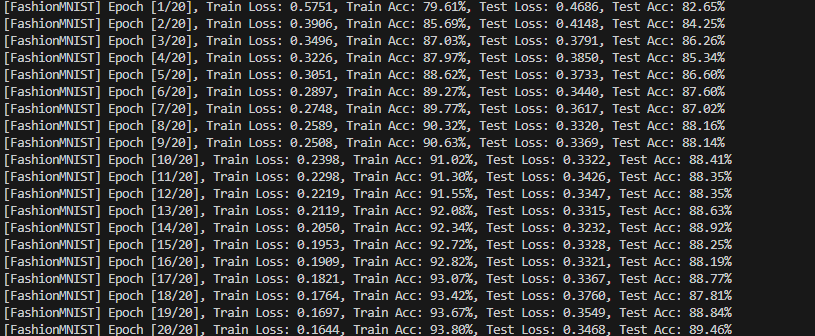 [FashionMNIST] Epoch [1/20], Train Loss: 0.5751, Train Acc: 79.61%, Test Loss: 0.4686, Test Acc: 82.65%
[FashionMNIST] Epoch [2/20], Train Loss: 0.3906, Train Acc: 85.69%, Test Loss: 0.4148, Test Acc: 84.25%
[FashionMNIST] Epoch [3/20], Train Loss: 0.3496, Train Acc: 87.03%, Test Loss: 0.3791, Test Acc: 86.26%
[FashionMNIST] Epoch [4/20], Train Loss: 0.3226, Train Acc: 87.97%, Test Loss: 0.3850, Test Acc: 85.34%
[FashionMNIST] Epoch [5/20], Train Loss: 0.3051, Train Acc: 88.62%, Test Loss: 0.3733, Test Acc: 86.60%
[FashionMNIST] Epoch [6/20], Train Loss: 0.2897, Train Acc: 89.27%, Test Loss: 0.3440, Test Acc: 87.60%
[FashionMNIST] Epoch [7/20], Train Loss: 0.2748, Train Acc: 89.77%, Test Loss: 0.3617, Test Acc: 87.02%
[FashionMNIST] Epoch [8/20], Train Loss: 0.2589, Train Acc: 90.32%, Test Loss: 0.3320, Test Acc: 88.16%
[FashionMNIST] Epoch [9/20], Train Loss: 0.2508, Train Acc: 90.63%, Test Loss: 0.3369, Test Acc: 88.14%
[FashionMNIST] Epoch [10/20], Train Loss: 0.2398, Train Acc: 91.02%, Test Loss: 0.3322, Test Acc: 88.41%
[FashionMNIST] Epoch [11/20], Train Loss: 0.2298, Train Acc: 91.30%, Test Loss: 0.3426, Test Acc: 88.35%
[FashionMNIST] Epoch [12/20], Train Loss: 0.2219, Train Acc: 91.55%, Test Loss: 0.3347, Test Acc: 88.35%
[FashionMNIST] Epoch [13/20], Train Loss: 0.2119, Train Acc: 92.08%, Test Loss: 0.3315, Test Acc: 88.63%
[FashionMNIST] Epoch [14/20], Train Loss: 0.2050, Train Acc: 92.34%, Test Loss: 0.3232, Test Acc: 88.92%
[FashionMNIST] Epoch [15/20], Train Loss: 0.1953, Train Acc: 92.72%, Test Loss: 0.3328, Test Acc: 88.25%
[FashionMNIST] Epoch [16/20], Train Loss: 0.1909, Train Acc: 92.82%, Test Loss: 0.3321, Test Acc: 88.19%
[FashionMNIST] Epoch [17/20], Train Loss: 0.1821, Train Acc: 93.07%, Test Loss: 0.3367, Test Acc: 88.77%
[FashionMNIST] Epoch [18/20], Train Loss: 0.1764, Train Acc: 93.42%, Test Loss: 0.3760, Test Acc: 87.81%
[FashionMNIST] Epoch [19/20], Train Loss: 0.1697, Train Acc: 93.67%, Test Loss: 0.3549, Test Acc: 88.84%
[FashionMNIST] Epoch [20/20], Train Loss: 0.1644, Train Acc: 93.80%, Test Loss: 0.3468, Test Acc: 89.46%